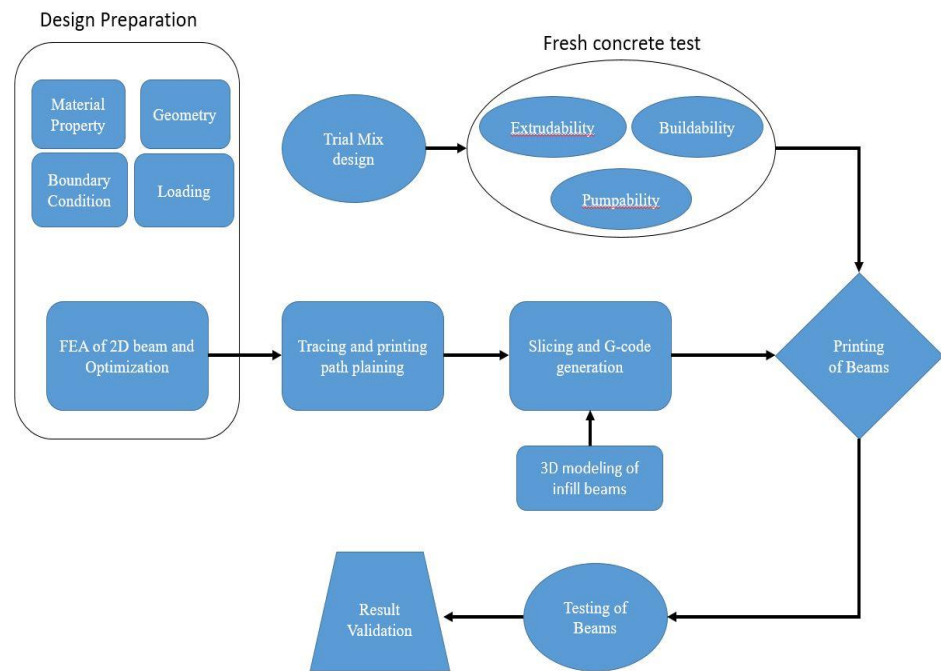 Design Preparation
Material
Property
Geometry
Boundary
Condition
Loading
FEA of 2D beam and
Optimization
Fresh concrete test
Trial Mix
design
Extrudability
Buildability
Pumpability
Tracing and printing
path plaining
Slicing and G-code
generation
3D modeling of
infill beams
Printing
of Beams
Testing of
Beams
Result
Validation